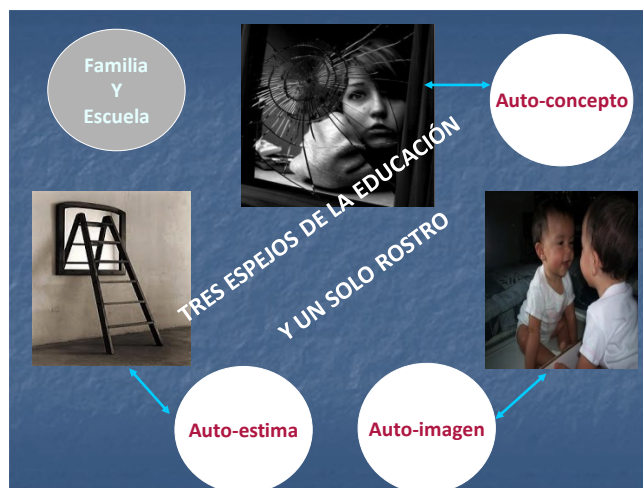 Familia
Y
Escuela
Auto-concepto
TRES ESPEJOS DE LA EDUCACIÓN
Y UN SOLO ROSTRO
Auto-estima
Auto-imagen